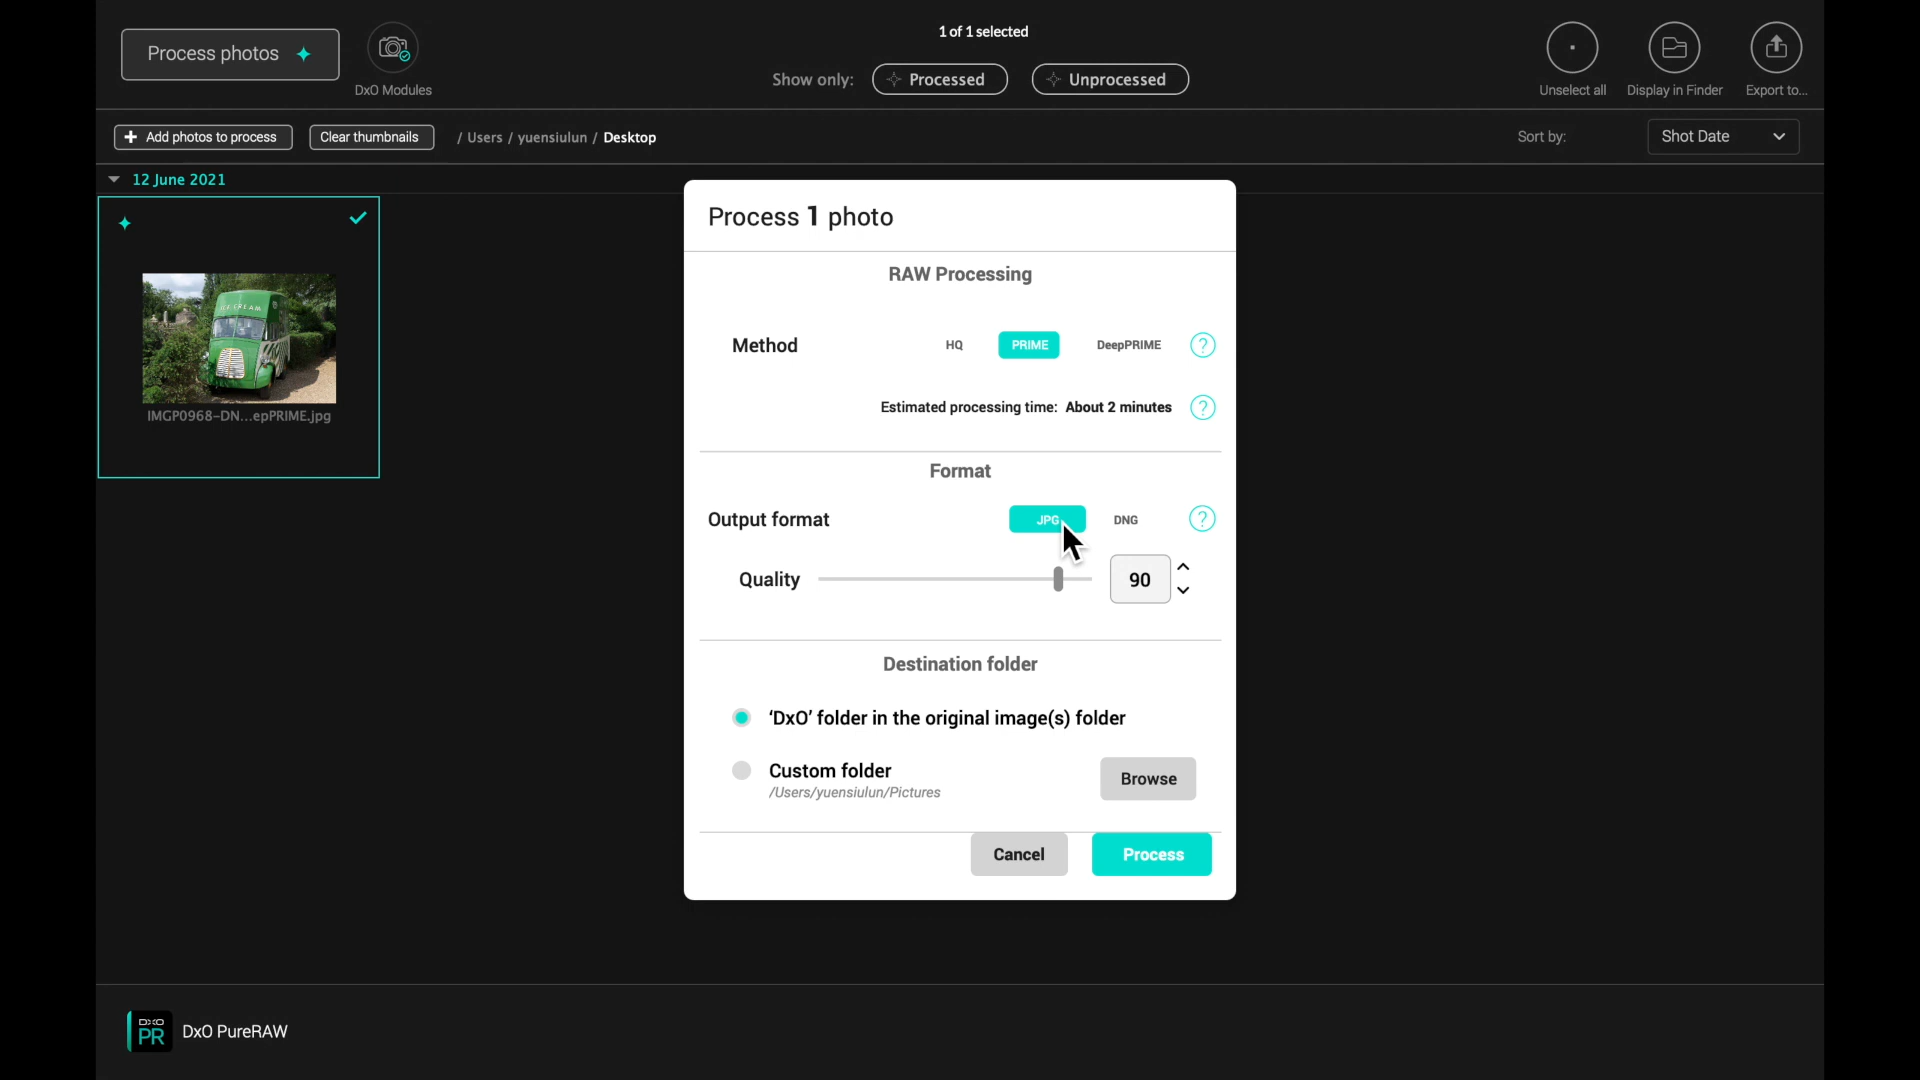 Process photos
DxO Modules
1 of 1 selected
Show only: Processed Unprocessed
Unselect all
Display in Finder
Export to...
+ Add photos to process
Clear thumbnails
/ Users / yuensiulun / Desktop
Sort by: Shot Date
12 June 2021
ICE CREAM
IMGP0968-DN...epPRIME.jpg
Process 1 photo
RAW Processing
Method HQ PRIME DeepPRIME ?
Estimated processing time: About 2 minutes ?
Format
Output format JPG DNG ?
Quality 90
Destination folder
‘DxO’ folder in the original image(s) folder
Custom folder
/Users/yuensiulun/Pictures
Browse
Cancel Process
DXO
PR
DxO PureRAW